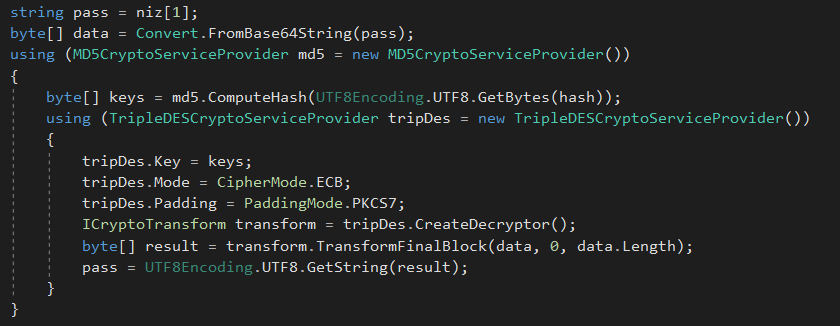 string pass = niz[1];
byte[] data = Convert.FromBase64String(pass);
using (MD5CryptoServiceProvider md5 = new MD5CryptoServiceProvider())
{
byte[] keys = md5.ComputeHash(UTF8Encoding.UTF8.GetBytes(hash));
using (TripleDESCryptoServiceProvider tripDes = new TripleDESCryptoServiceProvider())
{
tripDes.Key = keys;
tripDes.Mode = CipherMode.ECB;
tripDes.Padding = PaddingMode.PKCS7;
ICryptoTransform transform = tripDes.CreateDecryptor();
byte[] result = transform.TransformFinalBlock(data, 0, data.Length);
pass = UTF8Encoding.UTF8.GetString(result);
}
}